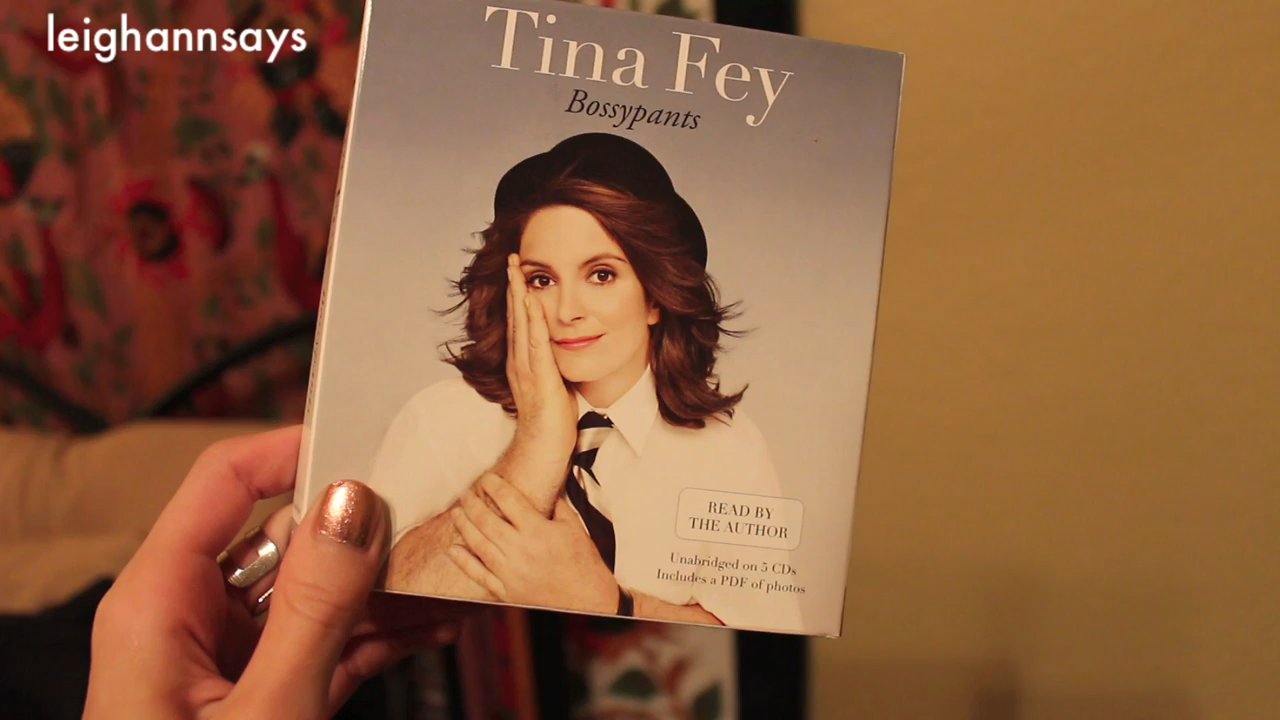 leighannsays
Tina Fey
Bossypants
READ BY
THE AUTHOR
Unabridged on 5 CDs
Includes a PDF of photos